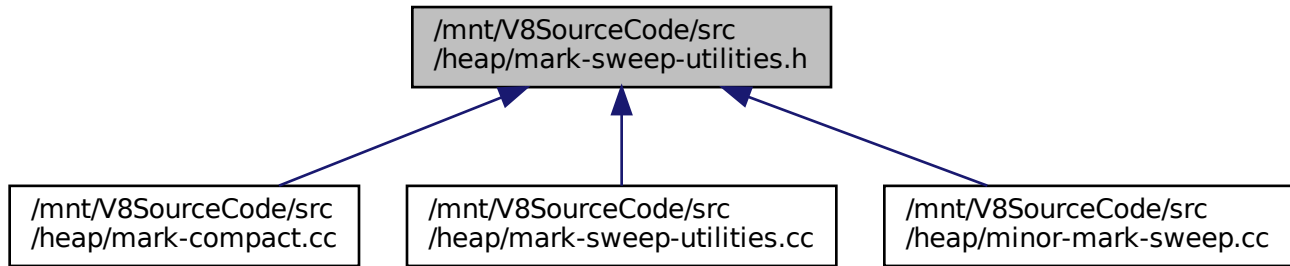 /mnt/V8SourceCode/src
/heap/mark-sweep-utilities.h
/mnt/V8SourceCode/src
/heap/mark-compact.cc
/mnt/V8SourceCode/src
/heap/mark-sweep-utilities.cc
/mnt/V8SourceCode/src
/heap/minor-mark-sweep.cc